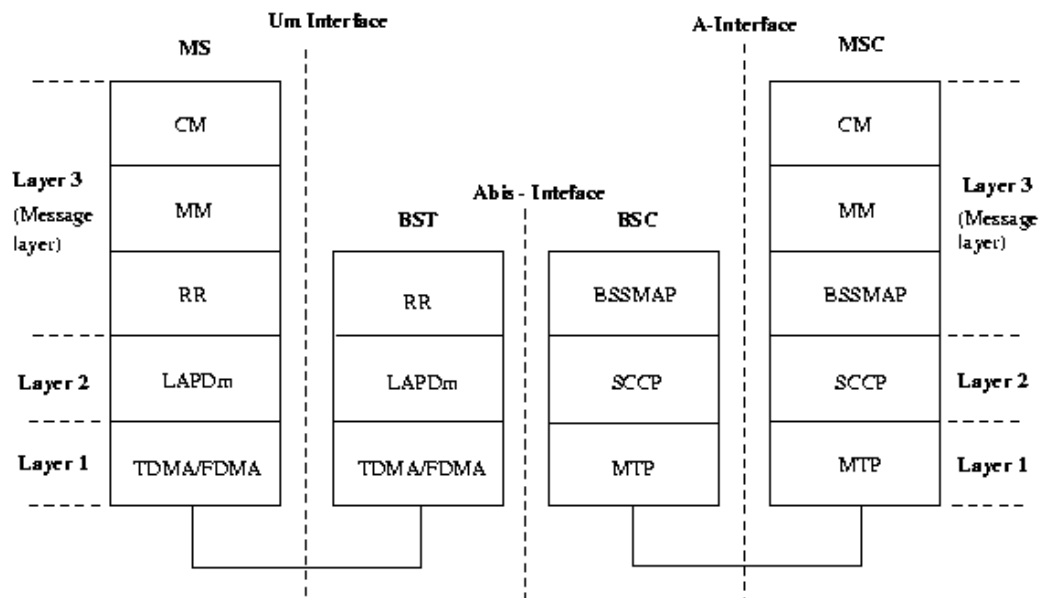 Um Interface
A-Interface
MS
MSC
CM
CM
Layer 3
(Message
layer)
Layer 3
(Message
layer)
MM
MM
Abis - Inteface
BST
BSC
RR
RR
BSSMAP
BSSMAP
Layer 2
LAPDm
LAPDm
SCCP
SCCP
Layer 2
Layer 1
TDMA/FDMA
TDMA/FDMA
MTP
MTP
Layer 1